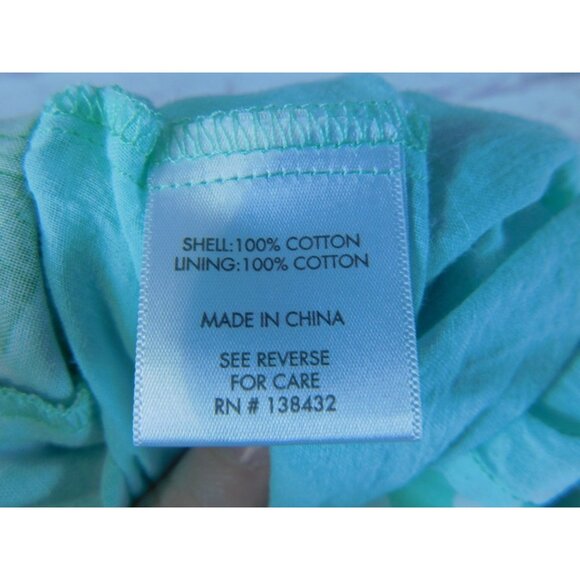 SHELL:100% COTTON
LINING:100% COTTON
MADE IN CHINA
SEE REVERSE
FOR CARE
RN # 138432